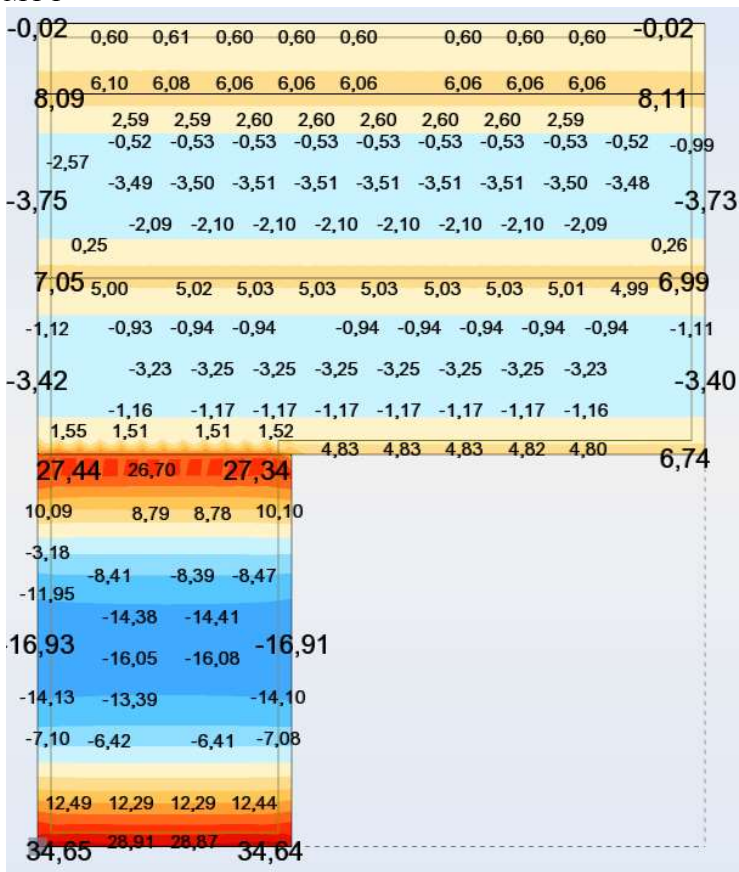 -0,02 0,60 0,61 0,60 0,60 0,60 0,60 0,60 0,60 -0,02
8,09 6,10 6,08 6,06 6,06 6,06 6,06 6,06 6,06 8,11
2,59 2,59 2,60 2,60 2,60 2,60 2,60 2,59
-0,52 -0,53 -0,53 -0,53 -0,53 -0,53 -0,53 -0,53 -0,52 -0,99
-2,57
-3,75 -3,49 -3,50 -3,51 -3,51 -3,51 -3,51 -3,51 -3,50 -3,48 -3,73
-2,09 -2,10 -2,10 -2,10 -2,10 -2,10 -2,10 -2,09
0,25 0,26
7,05 5,00 5,02 5,03 5,03 5,03 5,03 5,03 5,01 4,99 6,99
-1,12 -0,93 -0,94 -0,94 -0,94 -0,94 -0,94 -0,94 -0,94 -1,11
-3,42 -3,23 -3,25 -3,25 -3,25 -3,25 -3,25 -3,25 -3,23 -3,40
-1,16 -1,17 -1,17 -1,17 -1,17 -1,17 -1,17 -1,16
1,55 1,51 1,51 1,52
4,83 4,83 4,83 4,82 4,80 6,74
27,44 26,70 27,34
10,09 8,79 8,78 10,10
-3,18
-8,41 -8,39 -8,47
-11,95
-14,38 -14,41
-16,93 -16,05 -16,08 -16,91
-14,13 -13,39 -14,10
-7,10 -6,42 -6,41 -7,08
12,49 12,29 12,29 12,44
34,65 28,91 28,87 34,64